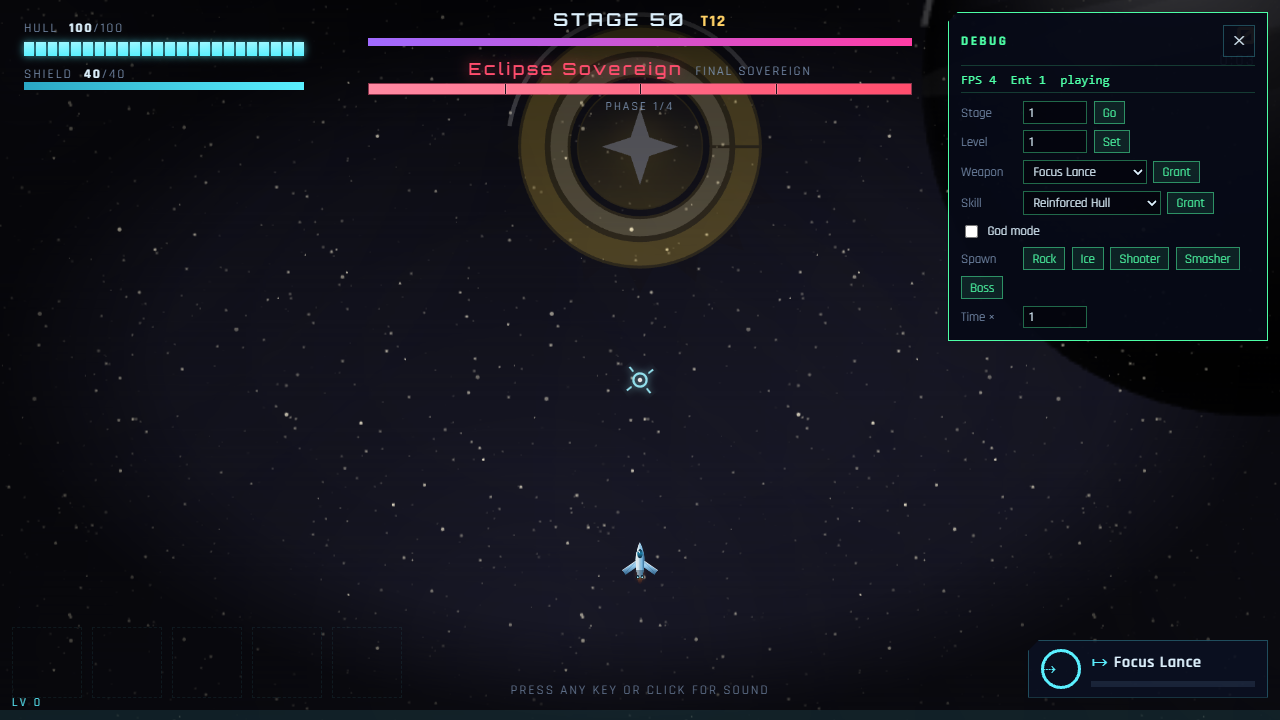 HULL 100/100
SHIELD 40/40
STAGE 50 T12
Eclipse Sovereign FINAL SOVEREIGN
PHASE 1/4
DEBUG
×
FPS 4 Ent 1 playing
Stage 1 Go
Level 1 Set
Weapon Focus Lance Grant
Skill Reinforced Hull Grant
God mode
Spawn Rock Ice Shooter Smasher
Boss
Time × 1
Focus Lance
PRESS ANY KEY OR CLICK FOR SOUND
LV 0